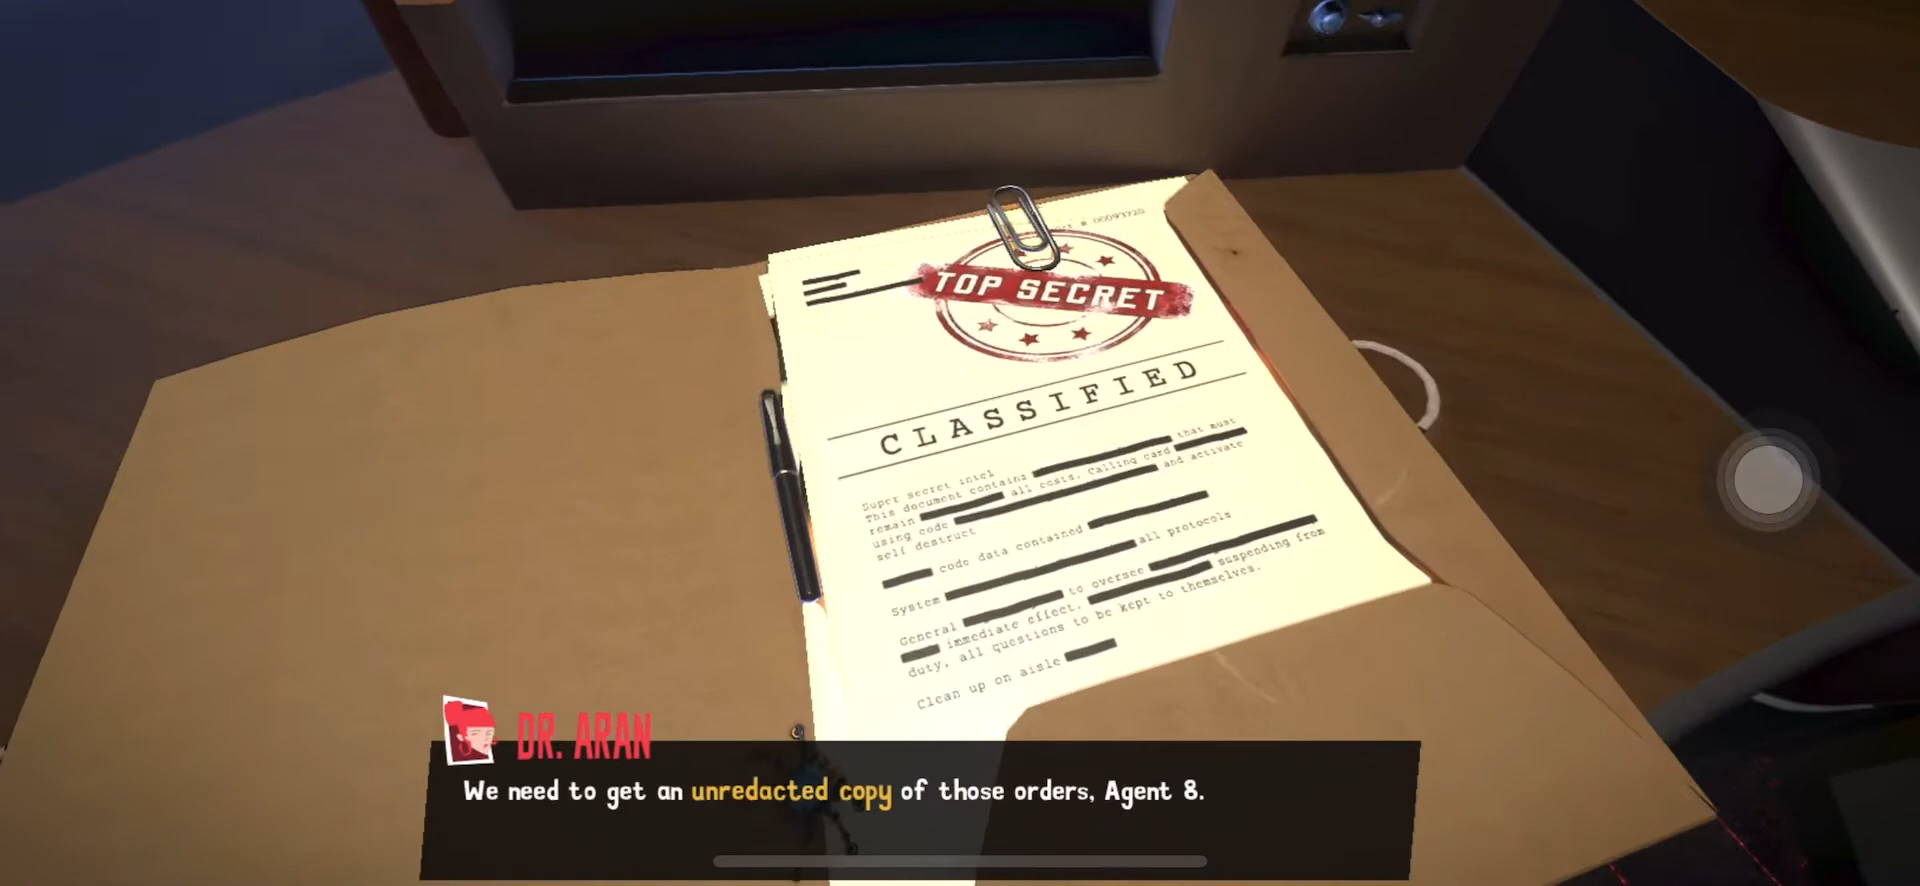 00093720
TOP SECRET
CLASSIFIED
Super secret intel
This document contains that must
remain all costs. Calling card
using code and activate
self destruct
code data contained
System all protocols
General to oversee
immediate effect. suspending from
duty, all questions to be kept to themselves.
Clean up on aisle
DR. ARAN
We need to get an unredacted copy of those orders, Agent 8.